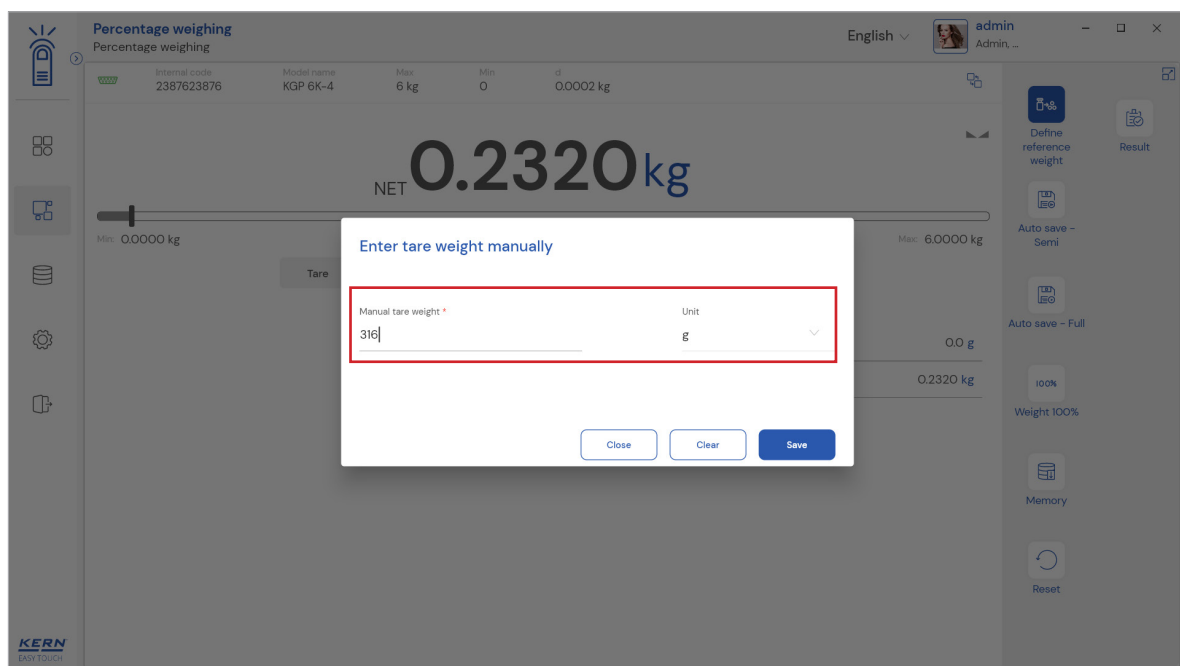 Percentage weighing
Percentage weighing
English
admin
Admin, ...
Internal code
2387623876
Model name
KGP 6K-4
Max
6 kg
Min
0
d
0.0002 kg
NET 0.2320 kg
Min: 0.0000 kg
Max: 6.0000 kg
Tare
Enter tare weight manually
Manual tare weight *
316
Unit
g
Close
Clear
Save
0.0 g
0.2320 kg
Define
reference
weight
Result
Auto save -
Semi
Auto save - Full
100%
Weight 100%
Memory
Reset
KERN
EASY TOUCH